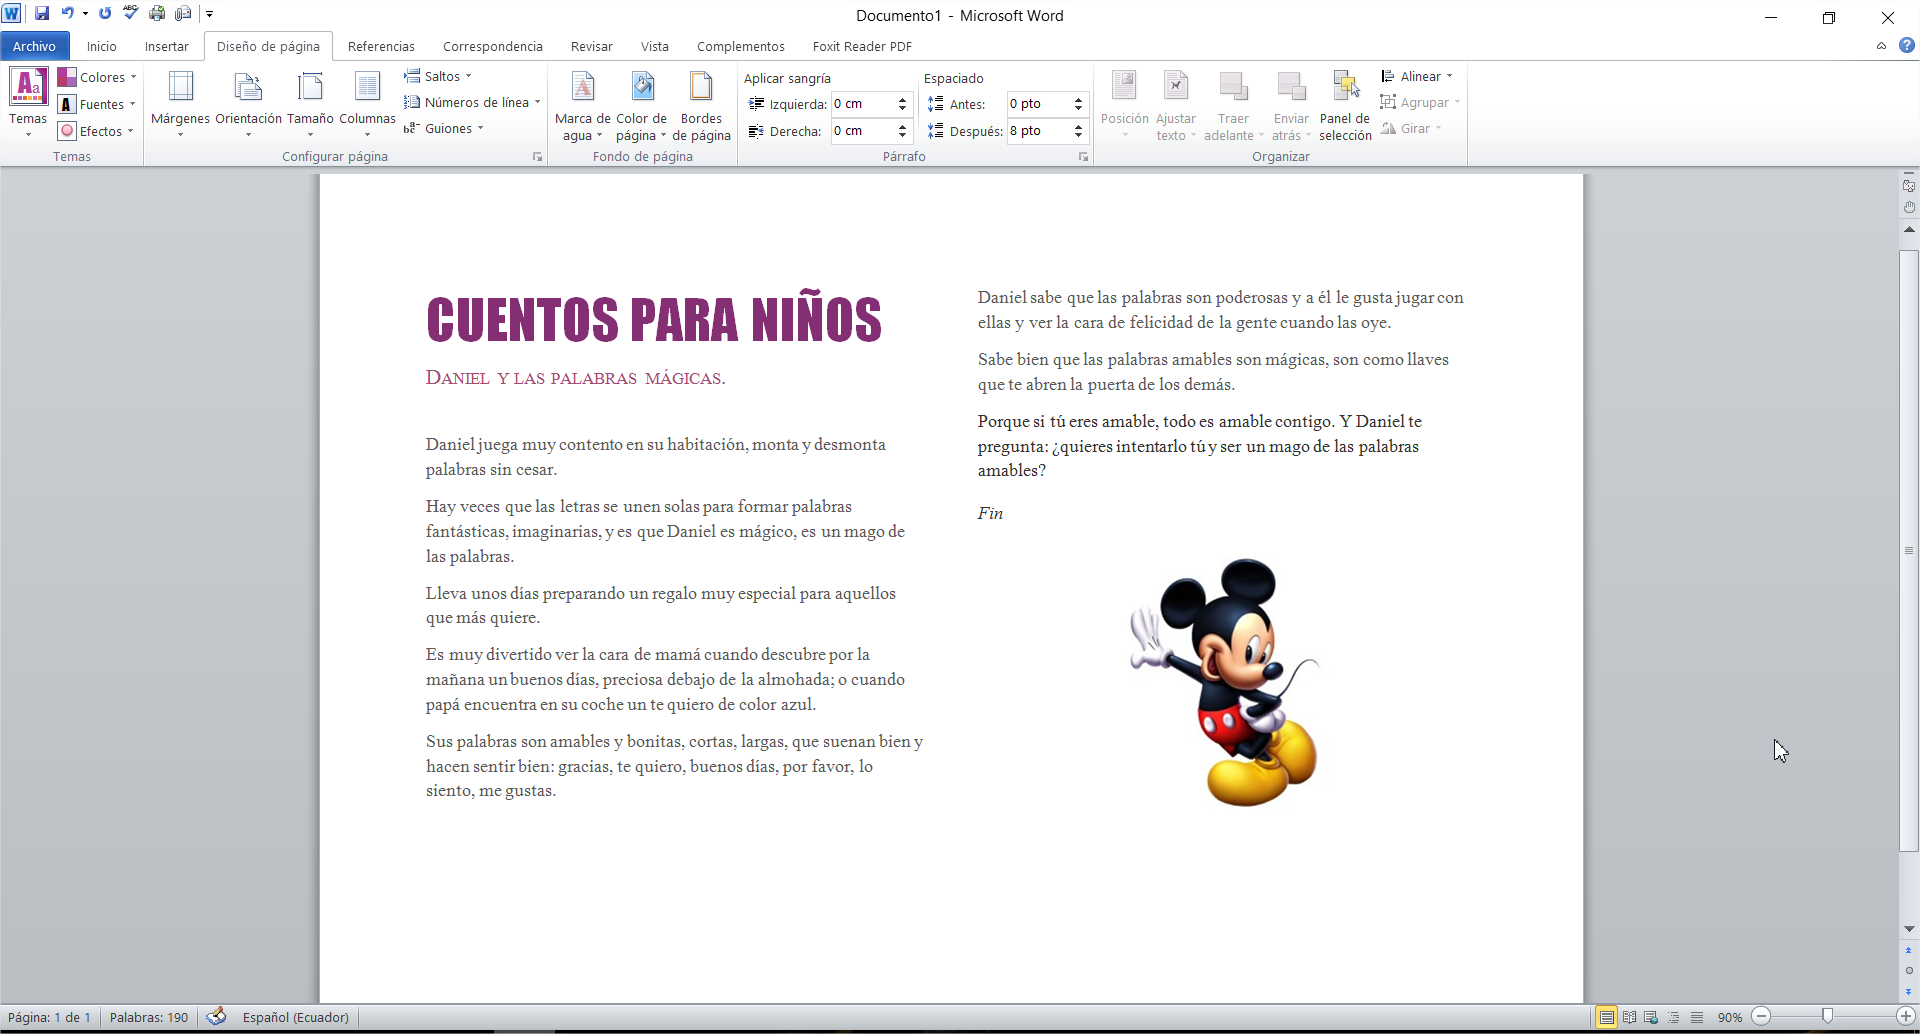 Documento1 - Microsoft Word
Archivo
Inicio
Insertar
Diseño de página
Referencias
Correspondencia
Revisar
Vista
Complementos
Foxit Reader PDF
Temas
Colores
Fuentes
Efectos
Temas
Márgenes
Orientación
Tamaño
Columnas
Saltos
Números de línea
Guiones
Configurar página
Marca de agua
Color de página
Bordes de página
Fondo de página
Aplicar sangría
Izquierda: 0 cm
Derecha: 0 cm
Espaciado
Antes: 0 pto
Después: 8 pto
Párrafo
Posición
Ajustar texto
Traer adelante
Enviar atrás
Panel de selección
Alinear
Agrupar
Girar
Organizar
CUENTOS PARA NIÑOS
DANIEL Y LAS PALABRAS MÁGICAS.
Daniel juega muy contento en su habitación, monta y desmonta
palabras sin cesar.
Hay veces que las letras se unen solas para formar palabras
fantásticas, imaginarias, y es que Daniel es mágico, es un mago de
las palabras.
Lleva unos días preparando un regalo muy especial para aquellos
que más quiere.
Es muy divertido ver la cara de mamá cuando descubre por la
mañana un buenos días, preciosa debajo de la almohada; o cuando
papá encuentra en su coche un te quiero de color azul.
Sus palabras son amables y bonitas, cortas, largas, que suenan bien y
hacen sentir bien: gracias, te quiero, buenos días, por favor, lo
siento, me gustas.
Daniel sabe que las palabras son poderosas y a él le gusta jugar con
ellas y ver la cara de felicidad de la gente cuando las oye.
Sabe bien que las palabras amables son mágicas, son como llaves
que te abren la puerta de los demás.
Porque si tú eres amable, todo es amable contigo. Y Daniel te
pregunta: ¿quieres intentarlo tú y ser un mago de las palabras
amables?
Fin
Página: 1 de 1
Palabras: 190
Español (Ecuador)
90%